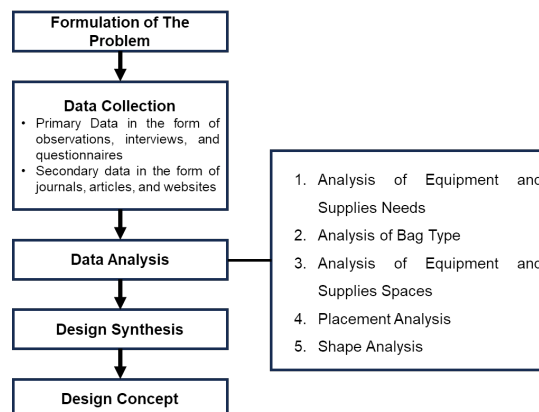 Formulation of The
Problem
Data Collection
• Primary Data in the form of
observations, interviews, and
questionnaires
• Secondary data in the form of
journals, articles, and websites
Data Analysis
Design Synthesis
Design Concept
1. Analysis of Equipment and
Supplies Needs
2. Analysis of Bag Type
3. Analysis of Equipment and
Supplies Spaces
4. Placement Analysis
5. Shape Analysis